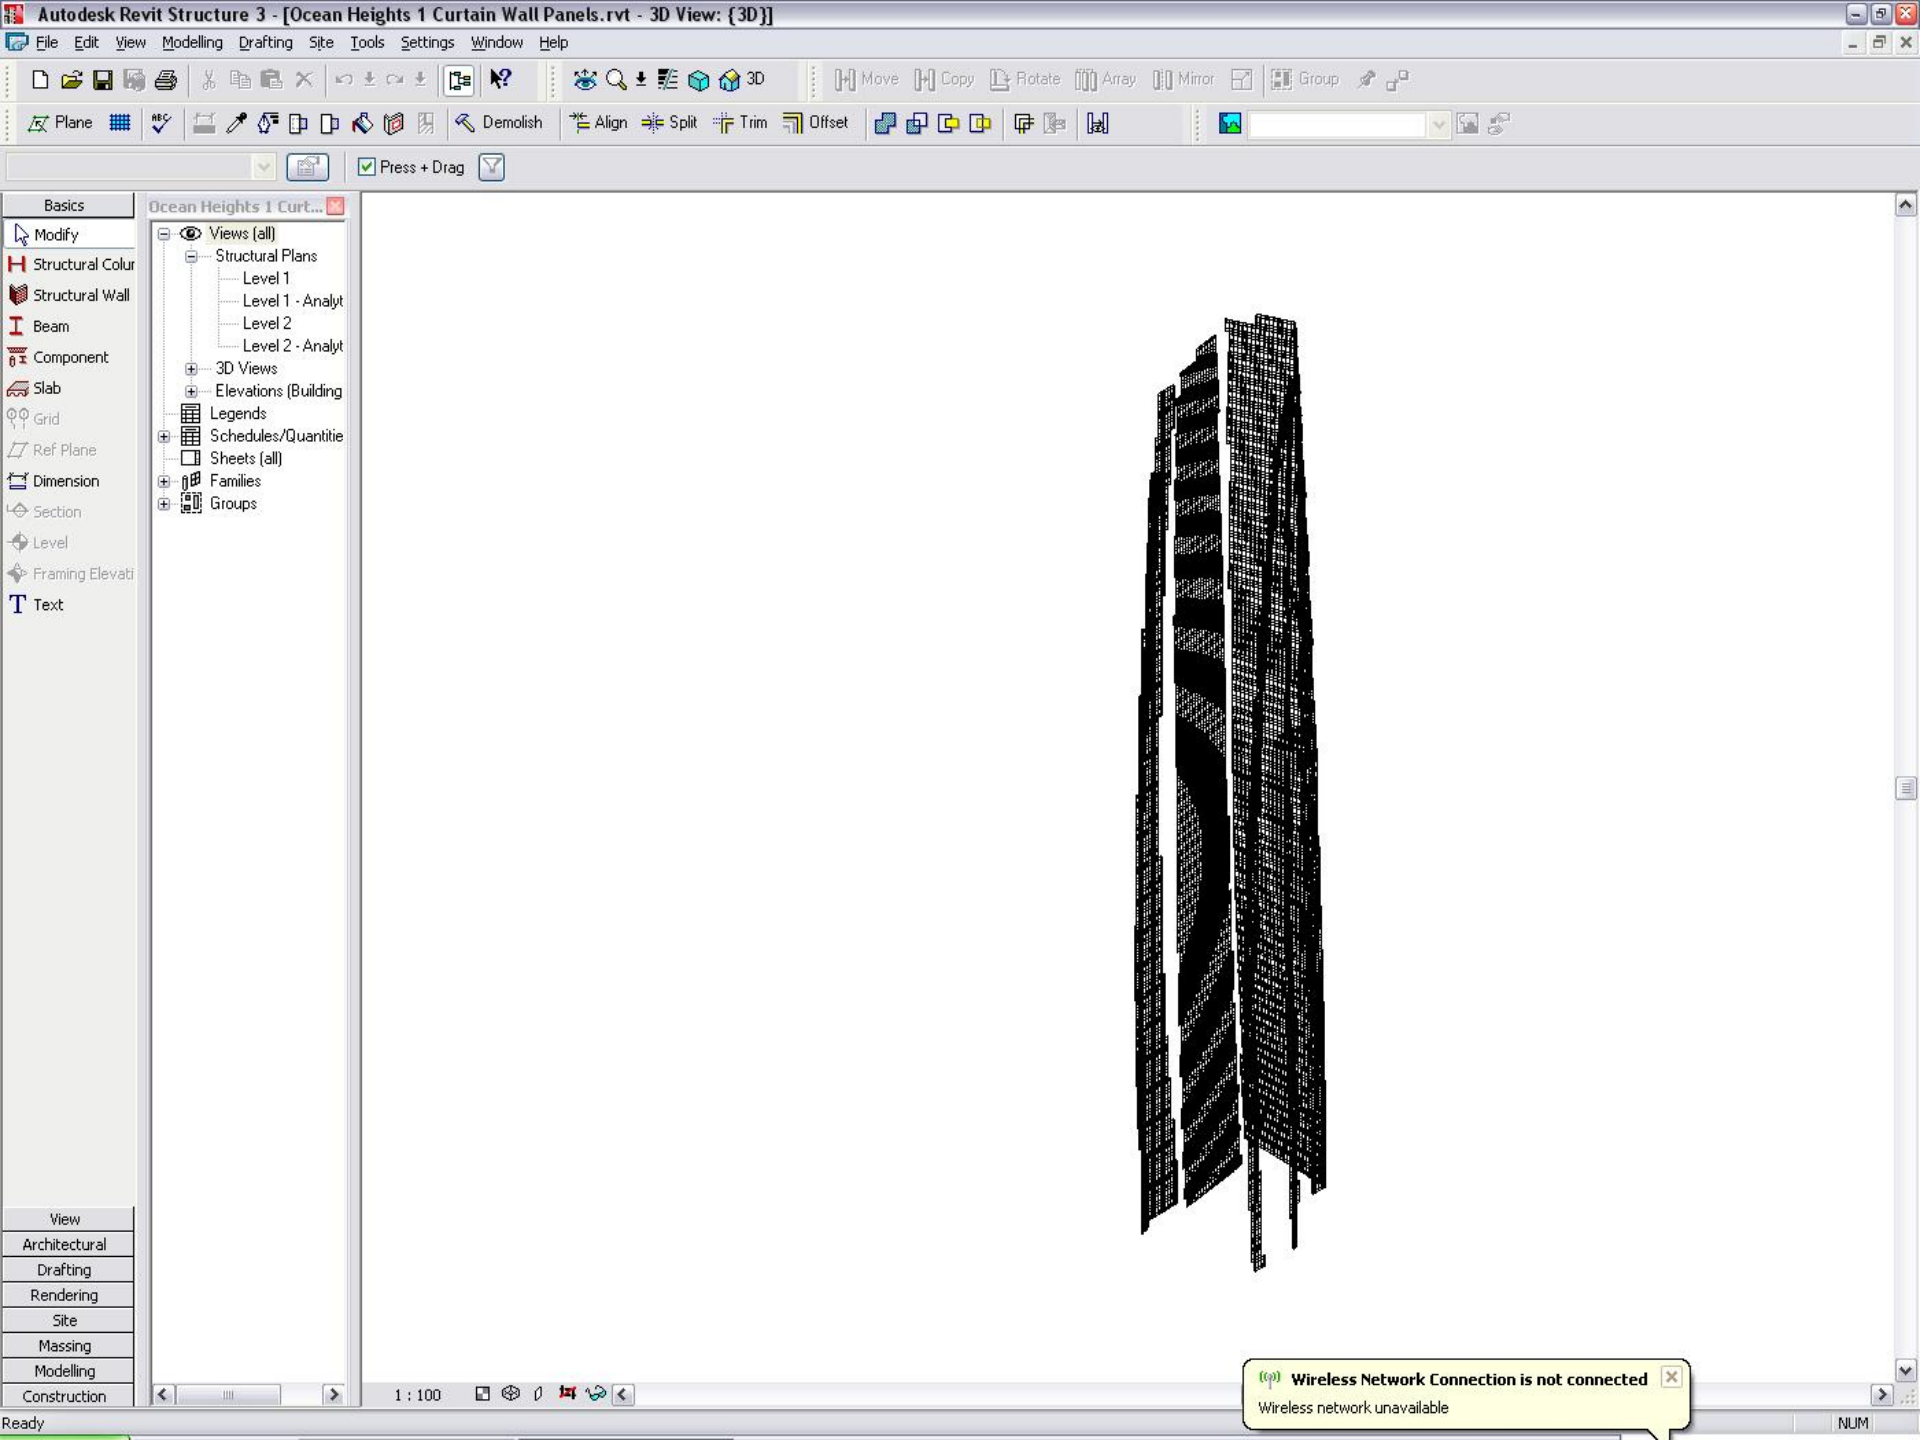 Autodesk Revit Structure 3 - [Ocean Heights 1 Curtain Wall Panels.rvt - 3D View: {3D}]
File Edit View Modelling Drafting Site Tools Settings Window Help
3D Move Copy Rotate Array Mirror Group
Plane ABC Demolish Align Split Trim Offset
Press + Drag
Basics
Modify
Structural Colur
Structural Wall
Beam
Component
Slab
Grid
Ref Plane
Dimension
Section
Level
Framing Elevati
Text
View
Architectural
Drafting
Rendering
Site
Massing
Modelling
Construction
Ocean Heights 1 Curt...
Views (all)
Structural Plans
Level 1
Level 1 - Analyt
Level 2
Level 2 - Analyt
3D Views
Elevations (Building
Legends
Schedules/Quantitie
Sheets (all)
Families
Groups
1 : 100
Wireless Network Connection is not connected
Wireless network unavailable
Ready
NUM